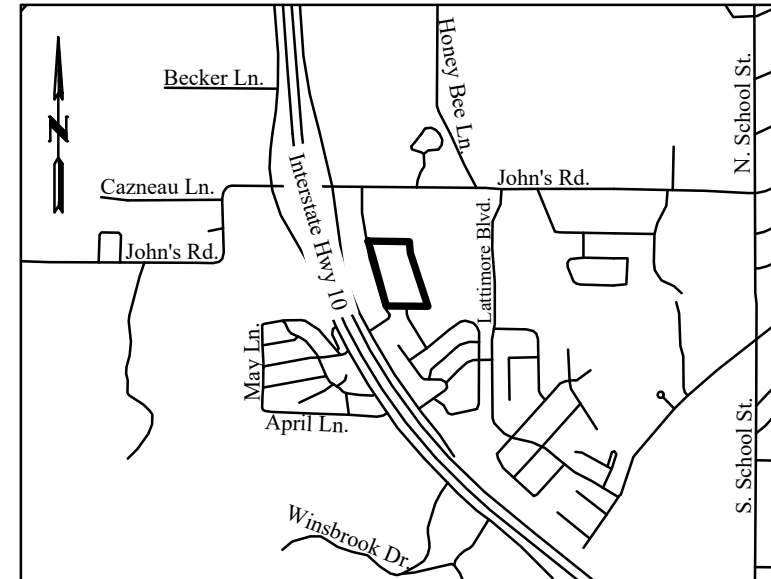 Becker Ln.
Honey Bee Ln.
N. School St.
N
Interstate Hwy 10
Cazneau Ln.
John's Rd.
John's Rd.
Lattimore Blvd.
May Ln.
April Ln.
S. School St.
Winsbrook Dr.